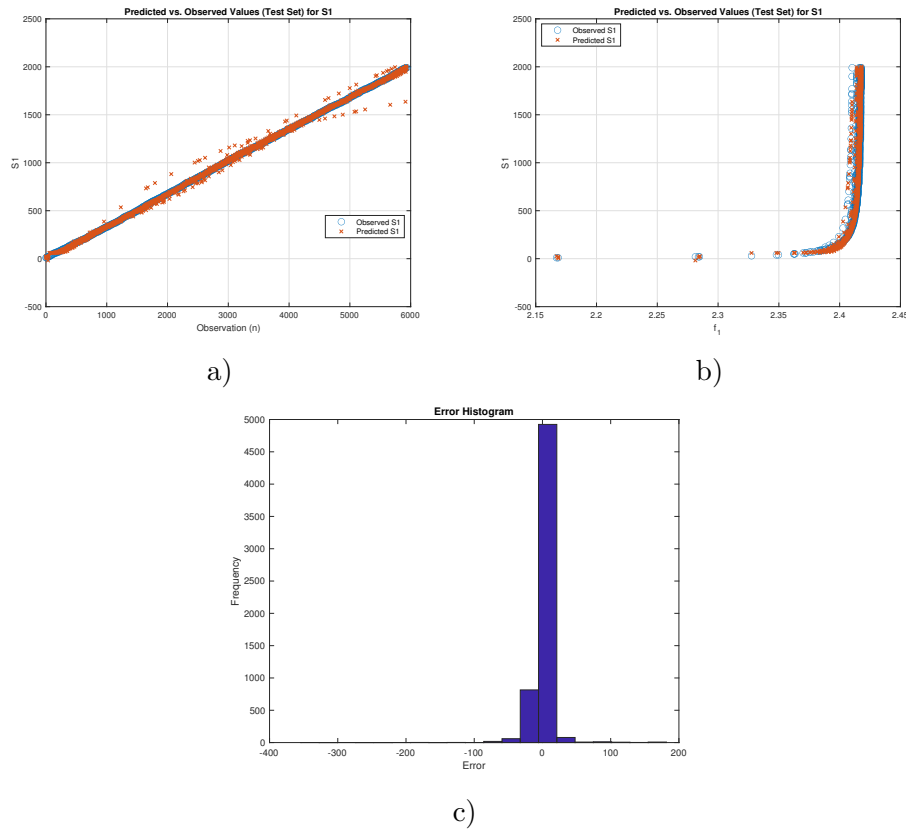 Predicted vs. Observed Values (Test Set) for S1
2500
2000
1500
1000
500
0
-500
S1
Observed S1
Predicted S1
0 1000 2000 3000 4000 5000 6000
Observation (n)
a)
Predicted vs. Observed Values (Test Set) for S1
Observed S1
Predicted S1
2500
2000
1500
1000
500
0
-500
S1
2.15 2.2 2.25 2.3 2.35 2.4 2.45
f1
b)
Error Histogram
5000
4500
4000
3500
3000
2500
2000
1500
1000
500
0
Frequency
-400 -300 -200 -100 0 100 200
Error
c)